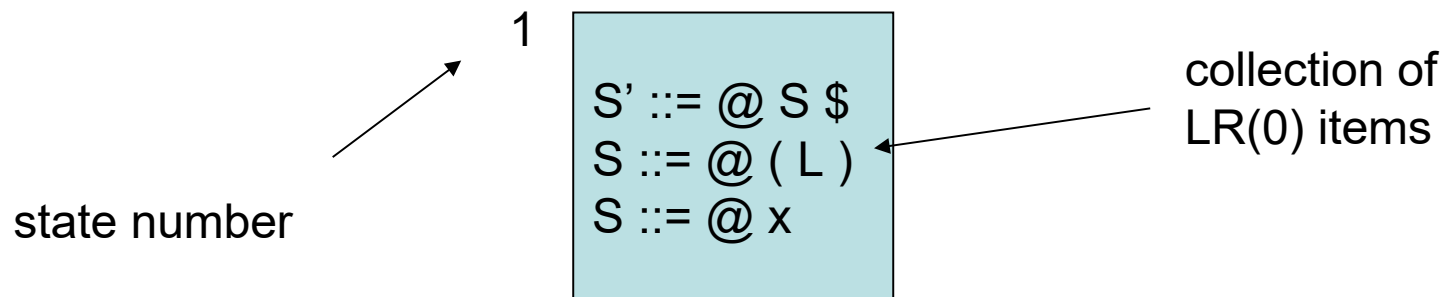 1
S’ ::= @ S $
S ::= @ ( L )
S ::= @ x
collection of
LR(0) items
state number